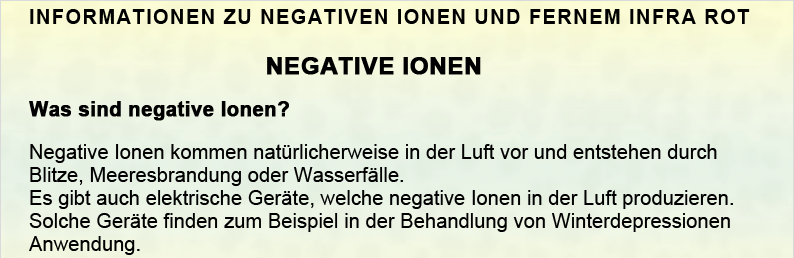 INFORMATIONEN ZU NEGATIVEN IONEN UND FERNEM INFRA ROT
NEGATIVE IONEN
Was sind negative Ionen?
Negative Ionen kommen natürlicherweise in der Luft vor und entstehen durch
Blitze, Meeresbrandung oder Wasserfälle.
Es gibt auch elektrische Geräte, welche negative Ionen in der Luft produzieren.
Solche Geräte finden zum Beispiel in der Behandlung von Winterdepressionen
Anwendung.